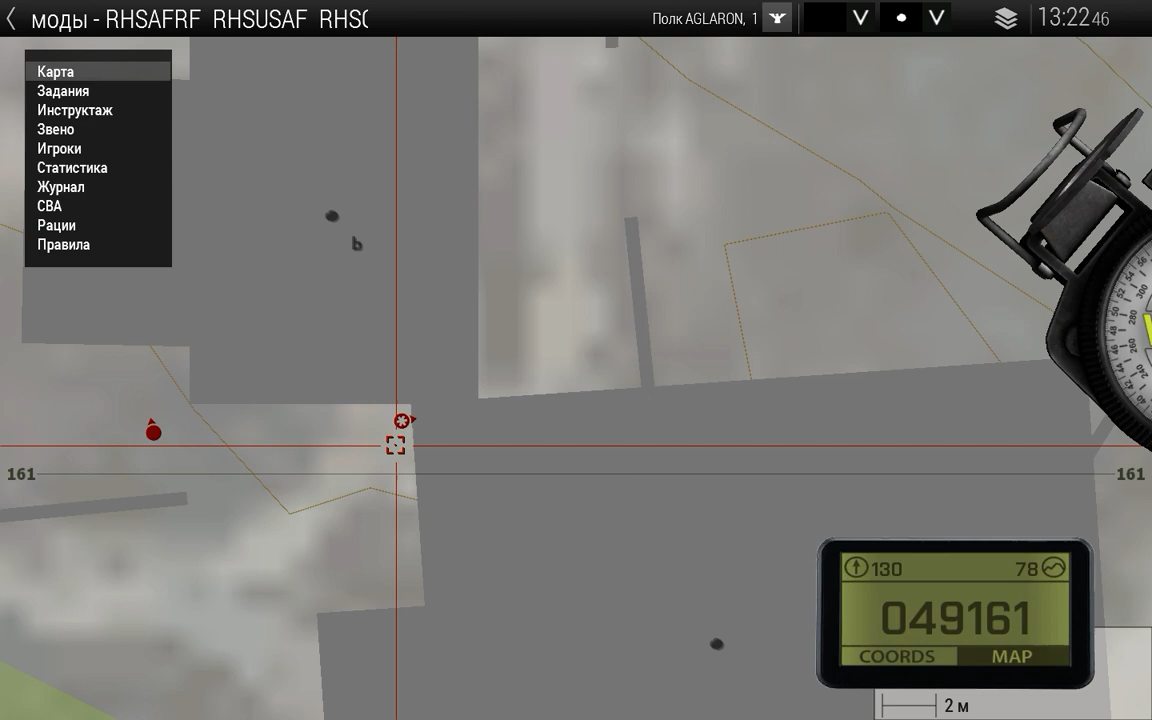 моды - RHSAFRF RHSUSAF RHS
Полк AGLARON, 1
13:22 46
Карта
Задания
Инструктаж
Звено
Игроки
Статистика
Журнал
СВА
Рации
Правила
b
161
161
130
78
049161
COORDS MAP
2 м